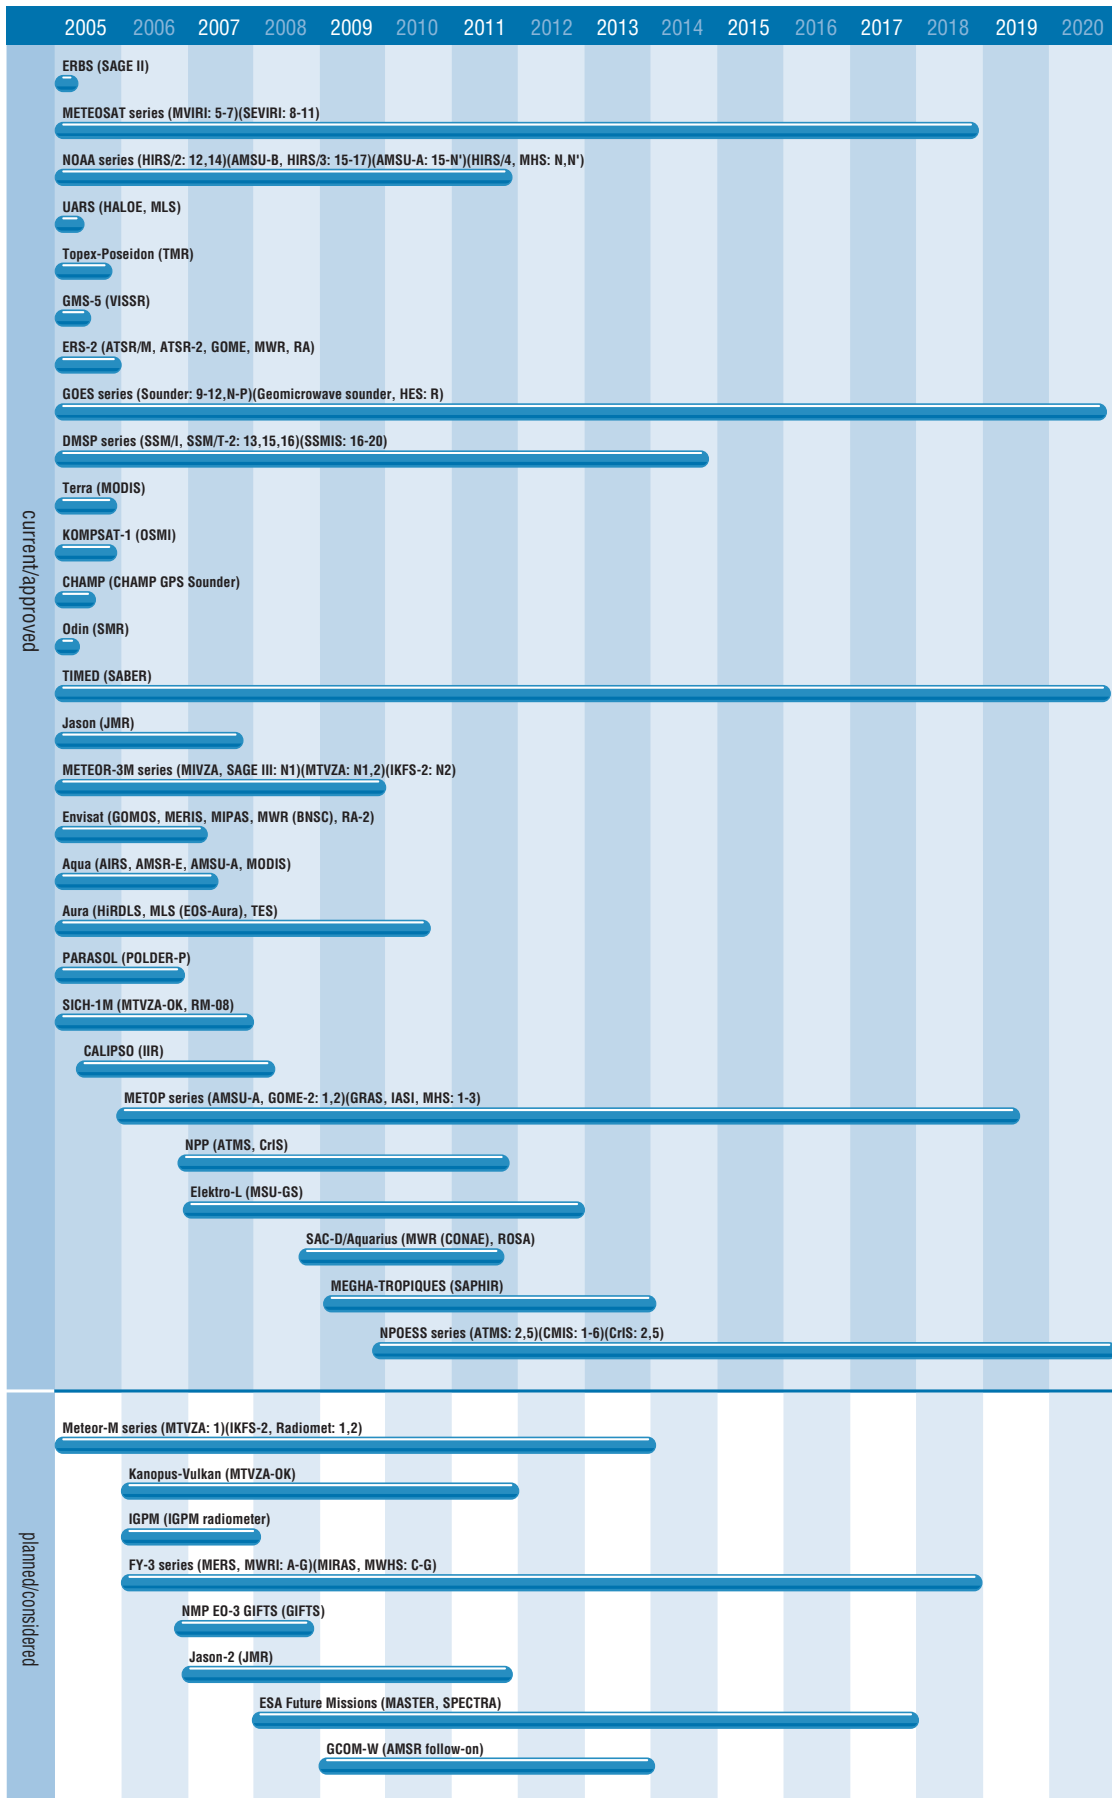 2005 2006 2007 2008 2009 2010 2011 2012 2013 2014 2015 2016 2017 2018 2019 2020
current/approved
ERBS (SAGE II)
METEOSAT series (MVIRI: 5-7)(SEVIRI: 8-11)
NOAA series (HIRS/2: 12,14)(AMSU-B, HIRS/3: 15-17)(AMSU-A: 15-N')(HIRS/4, MHS: N,N')
UARS (HALOE, MLS)
Topex-Poseidon (TMR)
GMS-5 (VISSR)
ERS-2 (ATSR/M, ATSR-2, GOME, MWR, RA)
GOES series (Sounder: 9-12,N-P)(Geomicrowave sounder, HES: R)
DMSP series (SSM/I, SSM/T-2: 13,15,16)(SSMIS: 16-20)
Terra (MODIS)
KOMPSAT-1 (OSMI)
CHAMP (CHAMP GPS Sounder)
Odin (SMR)
TIMED (SABER)
Jason (JMR)
METEOR-3M series (MIVZA, SAGE III: N1)(MTVZA: N1,2)(IKFS-2: N2)
Envisat (GOMOS, MERIS, MIPAS, MWR (BNSC), RA-2)
Aqua (AIRS, AMSR-E, AMSU-A, MODIS)
Aura (HiRDLS, MLS (EOS-Aura), TES)
PARASOL (POLDER-P)
SICH-1M (MTVZA-OK, RM-08)
CALIPSO (IIR)
METOP series (AMSU-A, GOME-2: 1,2)(GRAS, IASI, MHS: 1-3)
NPP (ATMS, CrIS)
Elektro-L (MSU-GS)
SAC-D/Aquarius (MWR (CONAE), ROSA)
MEGHA-TROPIQUES (SAPHIR)
NPOESS series (ATMS: 2,5)(CMIS: 1-6)(CrIS: 2,5)
planned/considered
Meteor-M series (MTVZA: 1)(IKFS-2, Radiomet: 1,2)
Kanopus-Vulkan (MTVZA-OK)
IGPM (IGPM radiometer)
FY-3 series (MERS, MWRI: A-G)(MIRAS, MWHS: C-G)
NMP EO-3 GIFTS (GIFTS)
Jason-2 (JMR)
ESA Future Missions (MASTER, SPECTRA)
GCOM-W (AMSR follow-on)